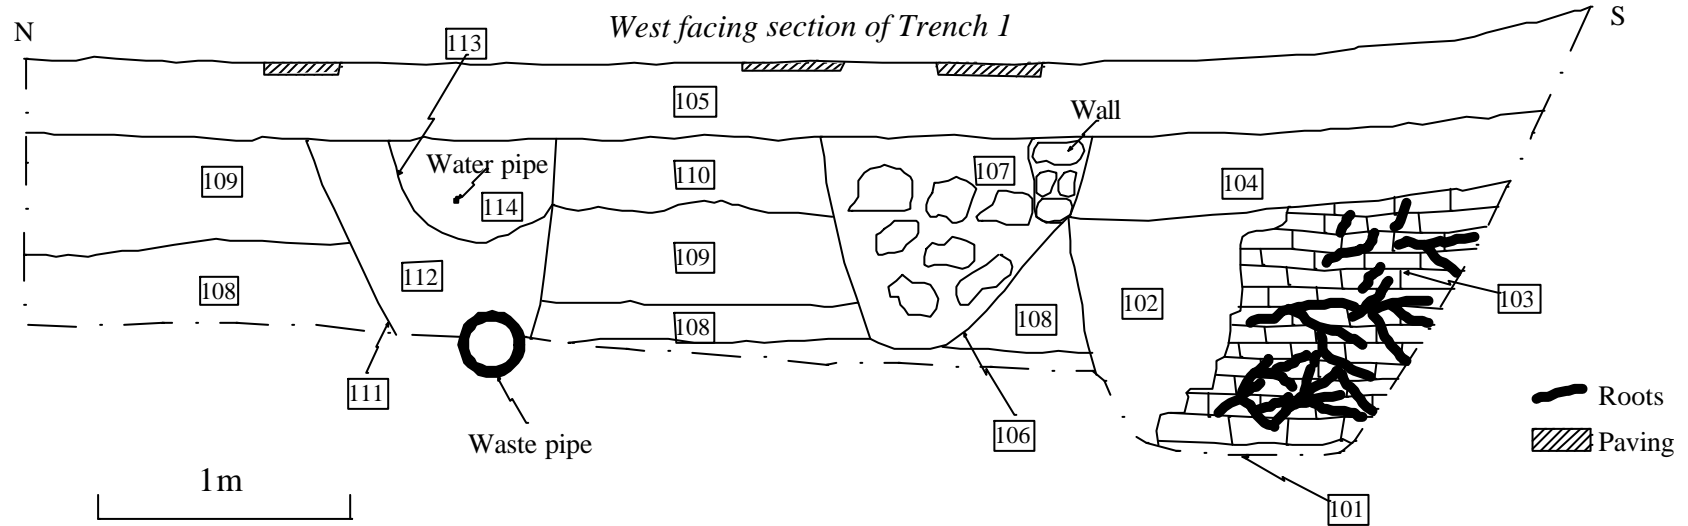 West facing section of Trench 1
N
S
113
105
Wall
Water pipe
109
110
107
104
114
112
109
108
108
108
102
103
111
Waste pipe
106
Roots
Paving
1m
101